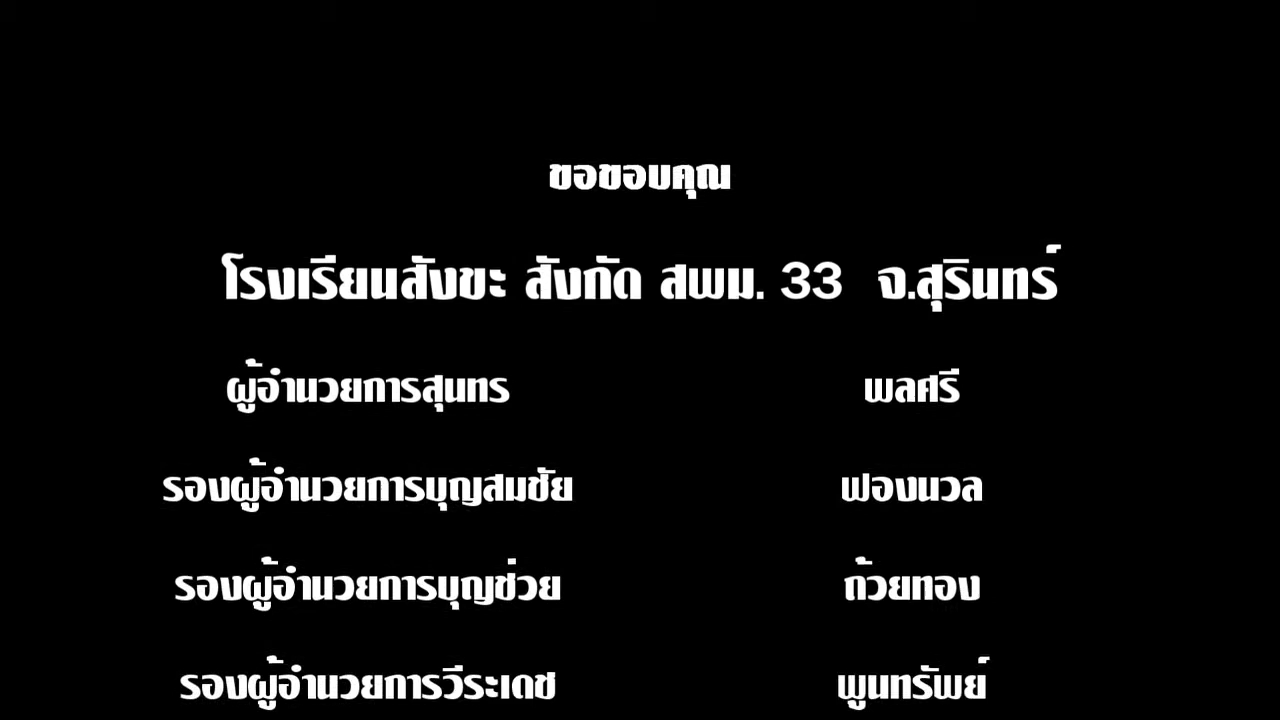 ขอขอบคุณ
โรงเรียนสังขะ สังกัด สพม. 33 จ.สุรินทร์
ผู้อำนวยการสุนทร พลศรี
รองผู้อำนวยการบุญสมชัย ฟองนวล
รองผู้อำนวยการบุญช่วย ถ้วยทอง
รองผู้อำนวยการวีระเดช พูนทรัพย์